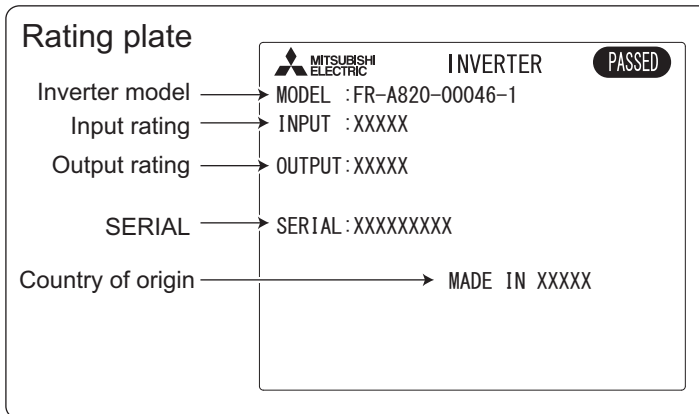 Rating plate
MITSUBISHI
ELECTRIC
INVERTER
PASSED
Inverter model
MODEL :FR-A820-00046-1
Input rating
INPUT :XXXXX
Output rating
OUTPUT:XXXXX
SERIAL
SERIAL:XXXXXXXXX
Country of origin
MADE IN XXXXX